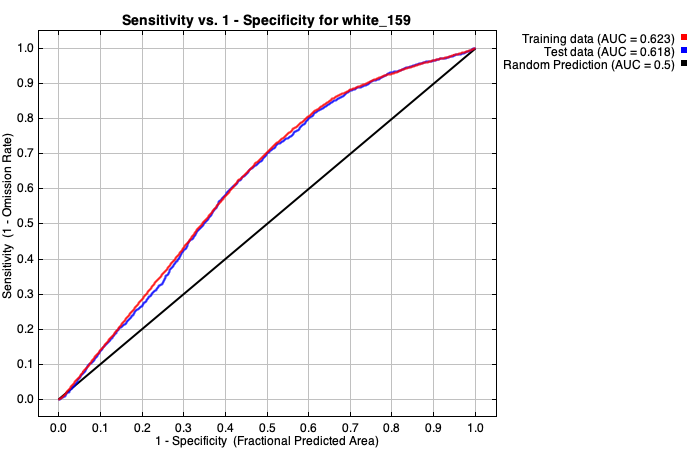 Sensitivity vs. 1 - Specificity for white_159
Training data (AUC = 0.623)
Test data (AUC = 0.618)
Random Prediction (AUC = 0.5)
Sensitivity (1 - Omission Rate)
1.0
0.9
0.8
0.7
0.6
0.5
0.4
0.3
0.2
0.1
0.0
0.0 0.1 0.2 0.3 0.4 0.5 0.6 0.7 0.8 0.9 1.0
1 - Specificity (Fractional Predicted Area)